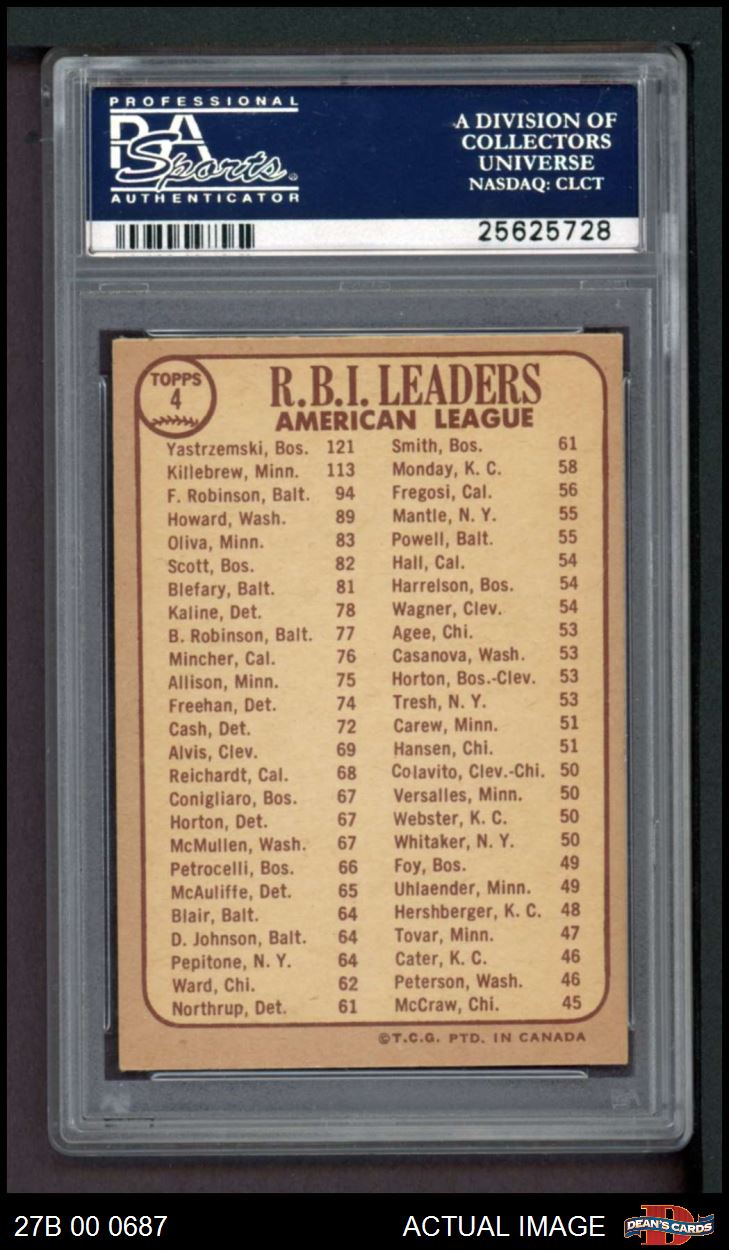 PROFESSIONAL
PSA
Sports®
AUTHENTICATOR
A DIVISION OF
COLLECTORS
UNIVERSE
NASDAQ: CLCT
25625728
TOPPS
4
R.B.I. LEADERS
AMERICAN LEAGUE
Yastrzemski, Bos. 121
Killebrew, Minn. 113
F. Robinson, Balt. 94
Howard, Wash. 89
Oliva, Minn. 83
Scott, Bos. 82
Blefary, Balt. 81
Kaline, Det. 78
B. Robinson, Balt. 77
Mincher, Cal. 76
Allison, Minn. 75
Freehan, Det. 74
Cash, Det. 72
Alvis, Clev. 69
Reichardt, Cal. 68
Conigliaro, Bos. 67
Horton, Det. 67
McMullen, Wash. 67
Petrocelli, Bos. 66
McAuliffe, Det. 65
Blair, Balt. 64
D. Johnson, Balt. 64
Pepitone, N. Y. 64
Ward, Chi. 62
Northrup, Det. 61
Smith, Bos. 61
Monday, K. C. 58
Fregosi, Cal. 56
Mantle, N. Y. 55
Powell, Balt. 55
Hall, Cal. 54
Harrelson, Bos. 54
Wagner, Clev. 54
Agee, Chi. 53
Casanova, Wash. 53
Horton, Bos.-Clev. 53
Tresh, N. Y. 53
Carew, Minn. 51
Hansen, Chi. 51
Colavito, Clev.-Chi. 50
Versalles, Minn. 50
Webster, K. C. 50
Whitaker, N. Y. 50
Foy, Bos. 49
Uhlaender, Minn. 49
Hershberger, K. C. 48
Tovar, Minn. 47
Cater, K. C. 46
Peterson, Wash. 46
McCraw, Chi. 45
©T.C.G. PTD. IN CANADA
27B 00 0687
ACTUAL IMAGE
DEAN'S CARDS